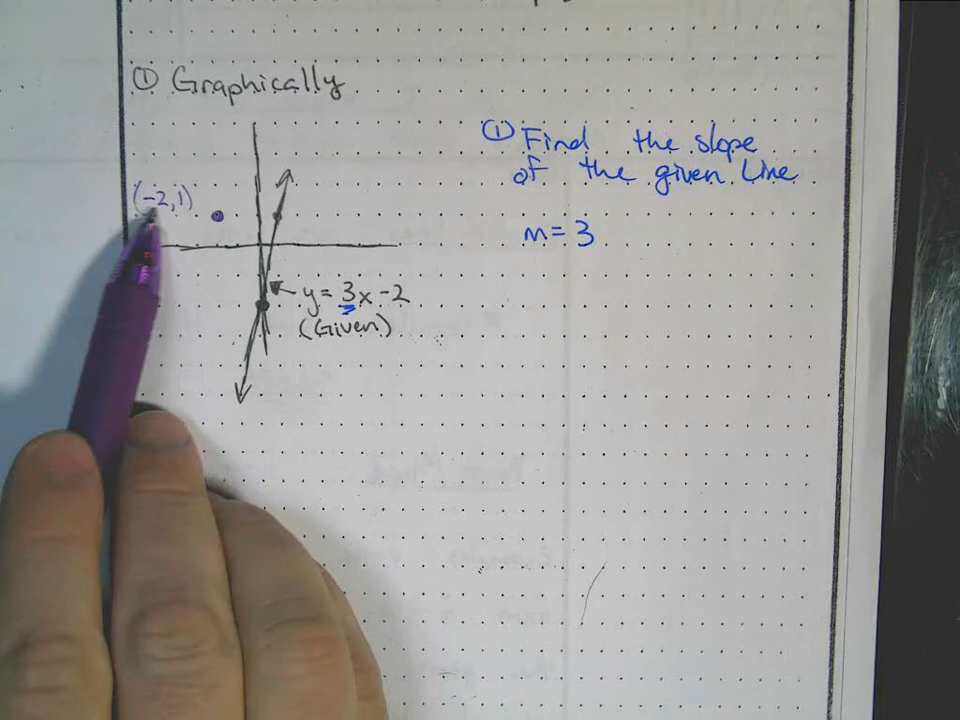 ① Graphically
(-2,1)
y = 3x -2
(Given)
① Find the slope
of the given Line
m = 3